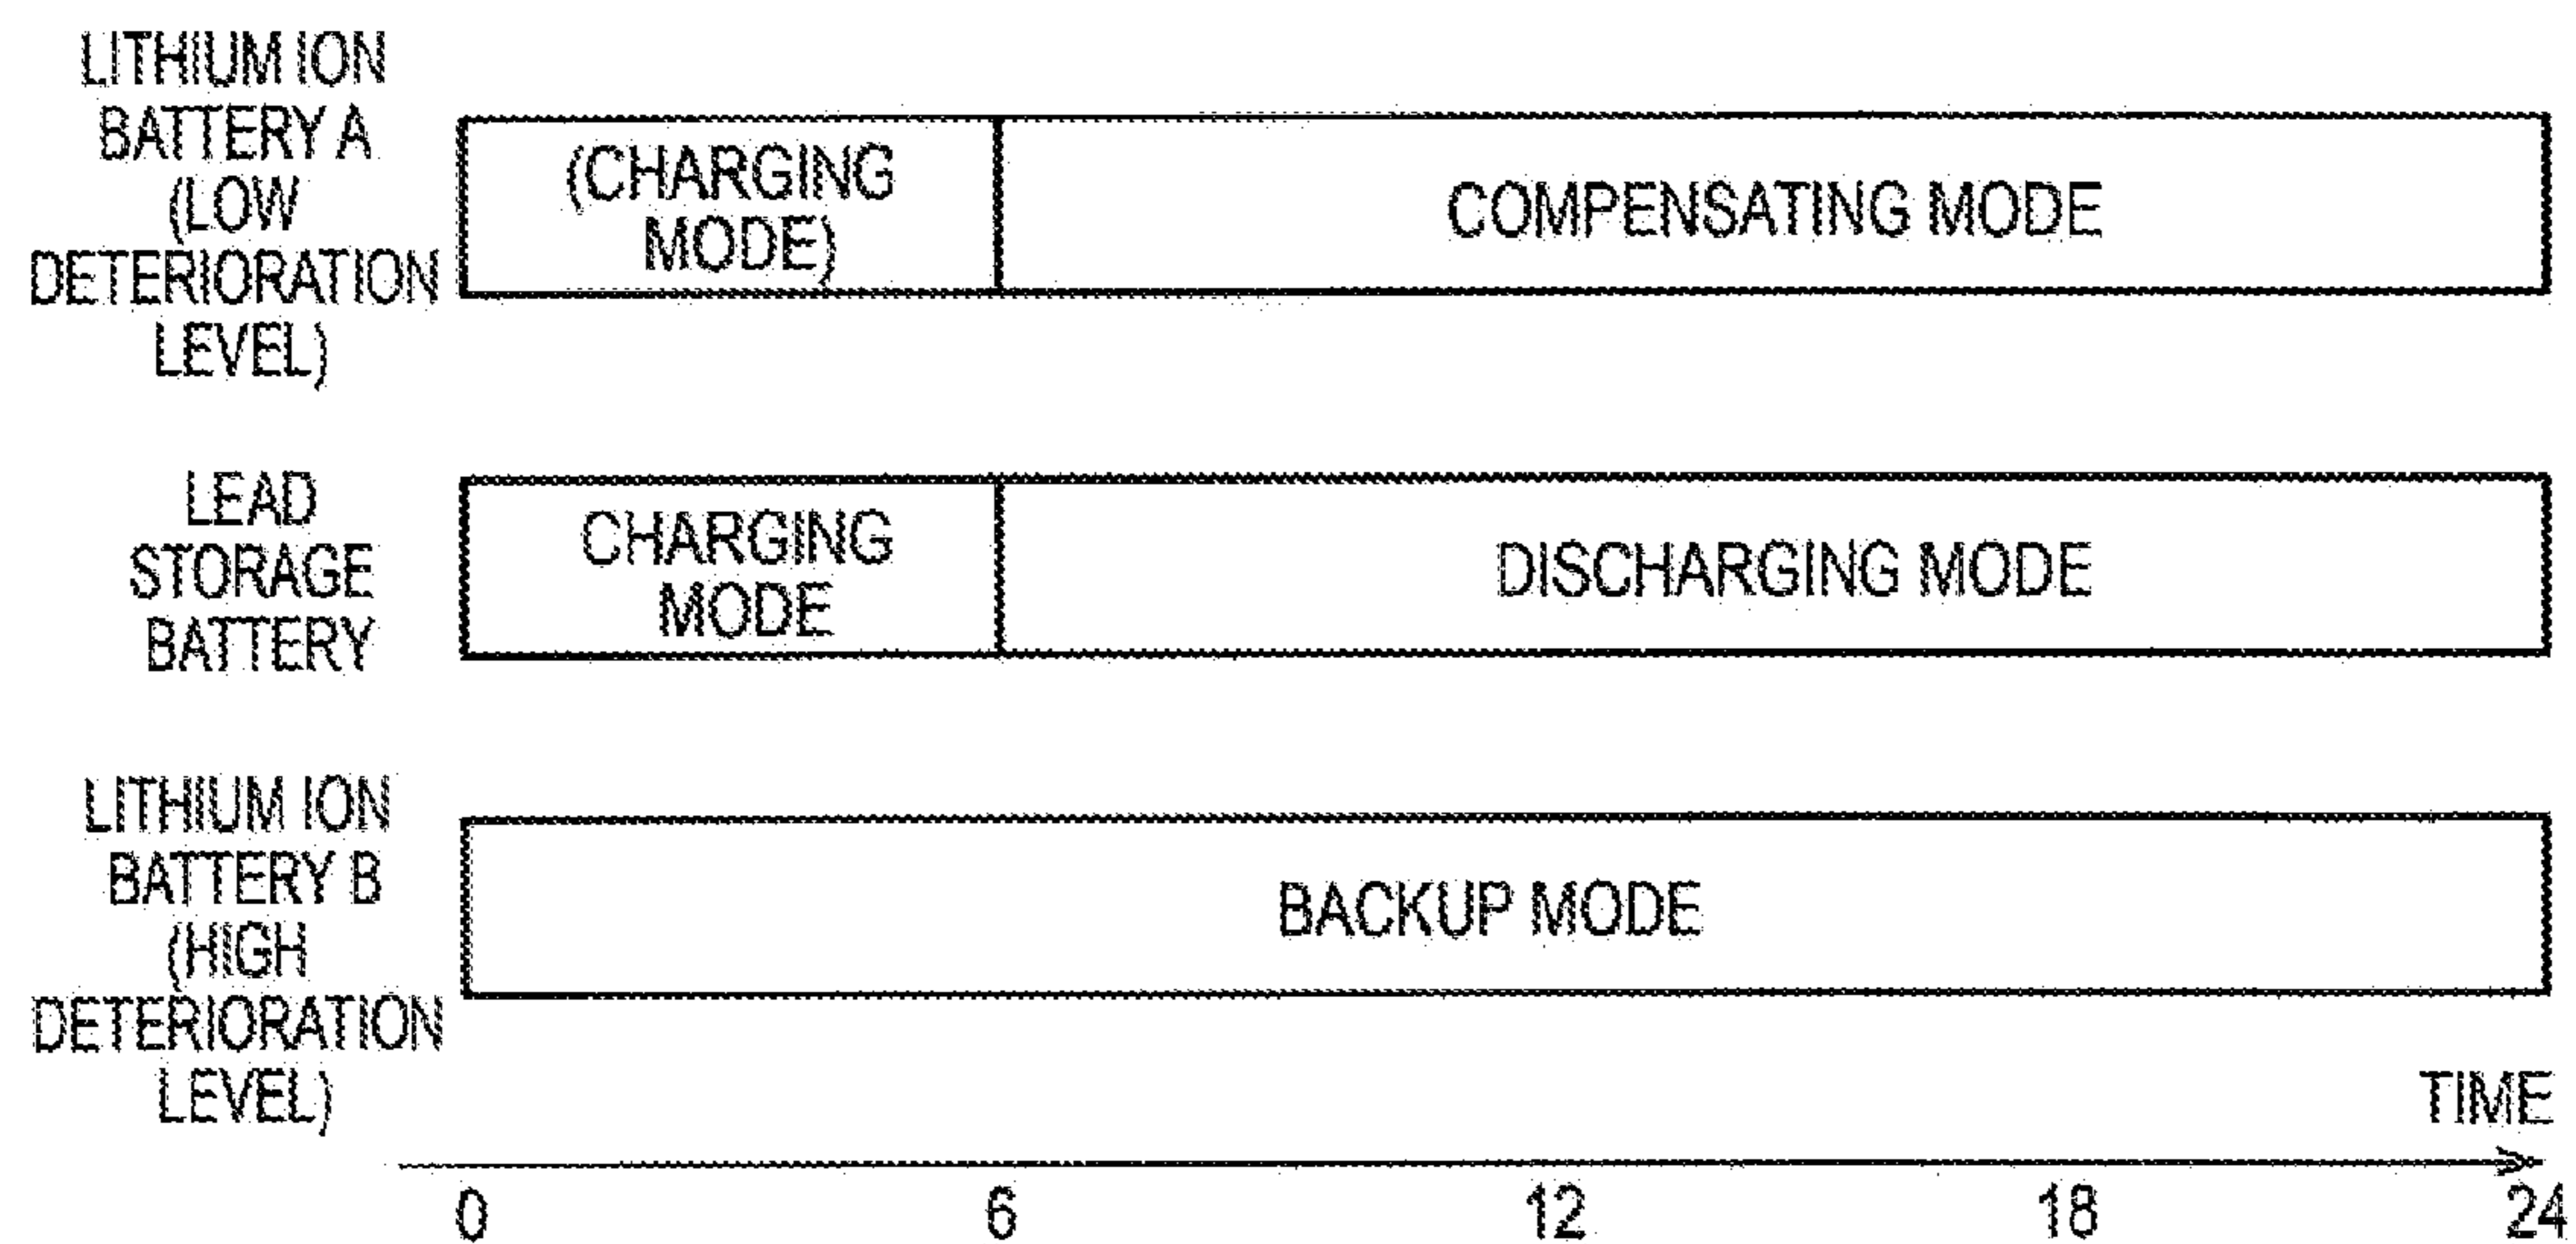 LITHIUM ION
BATTERY A
(LOW
DETERIORATION
LEVEL)
(CHARGING
MODE)
COMPENSATING MODE
LEAD
STORAGE
BATTERY
CHARGING
MODE
DISCHARGING MODE
LITHIUM ION
BATTERY B
(HIGH
DETERIORATION
LEVEL)
BACKUP MODE
TIME
0 6 12 18 24